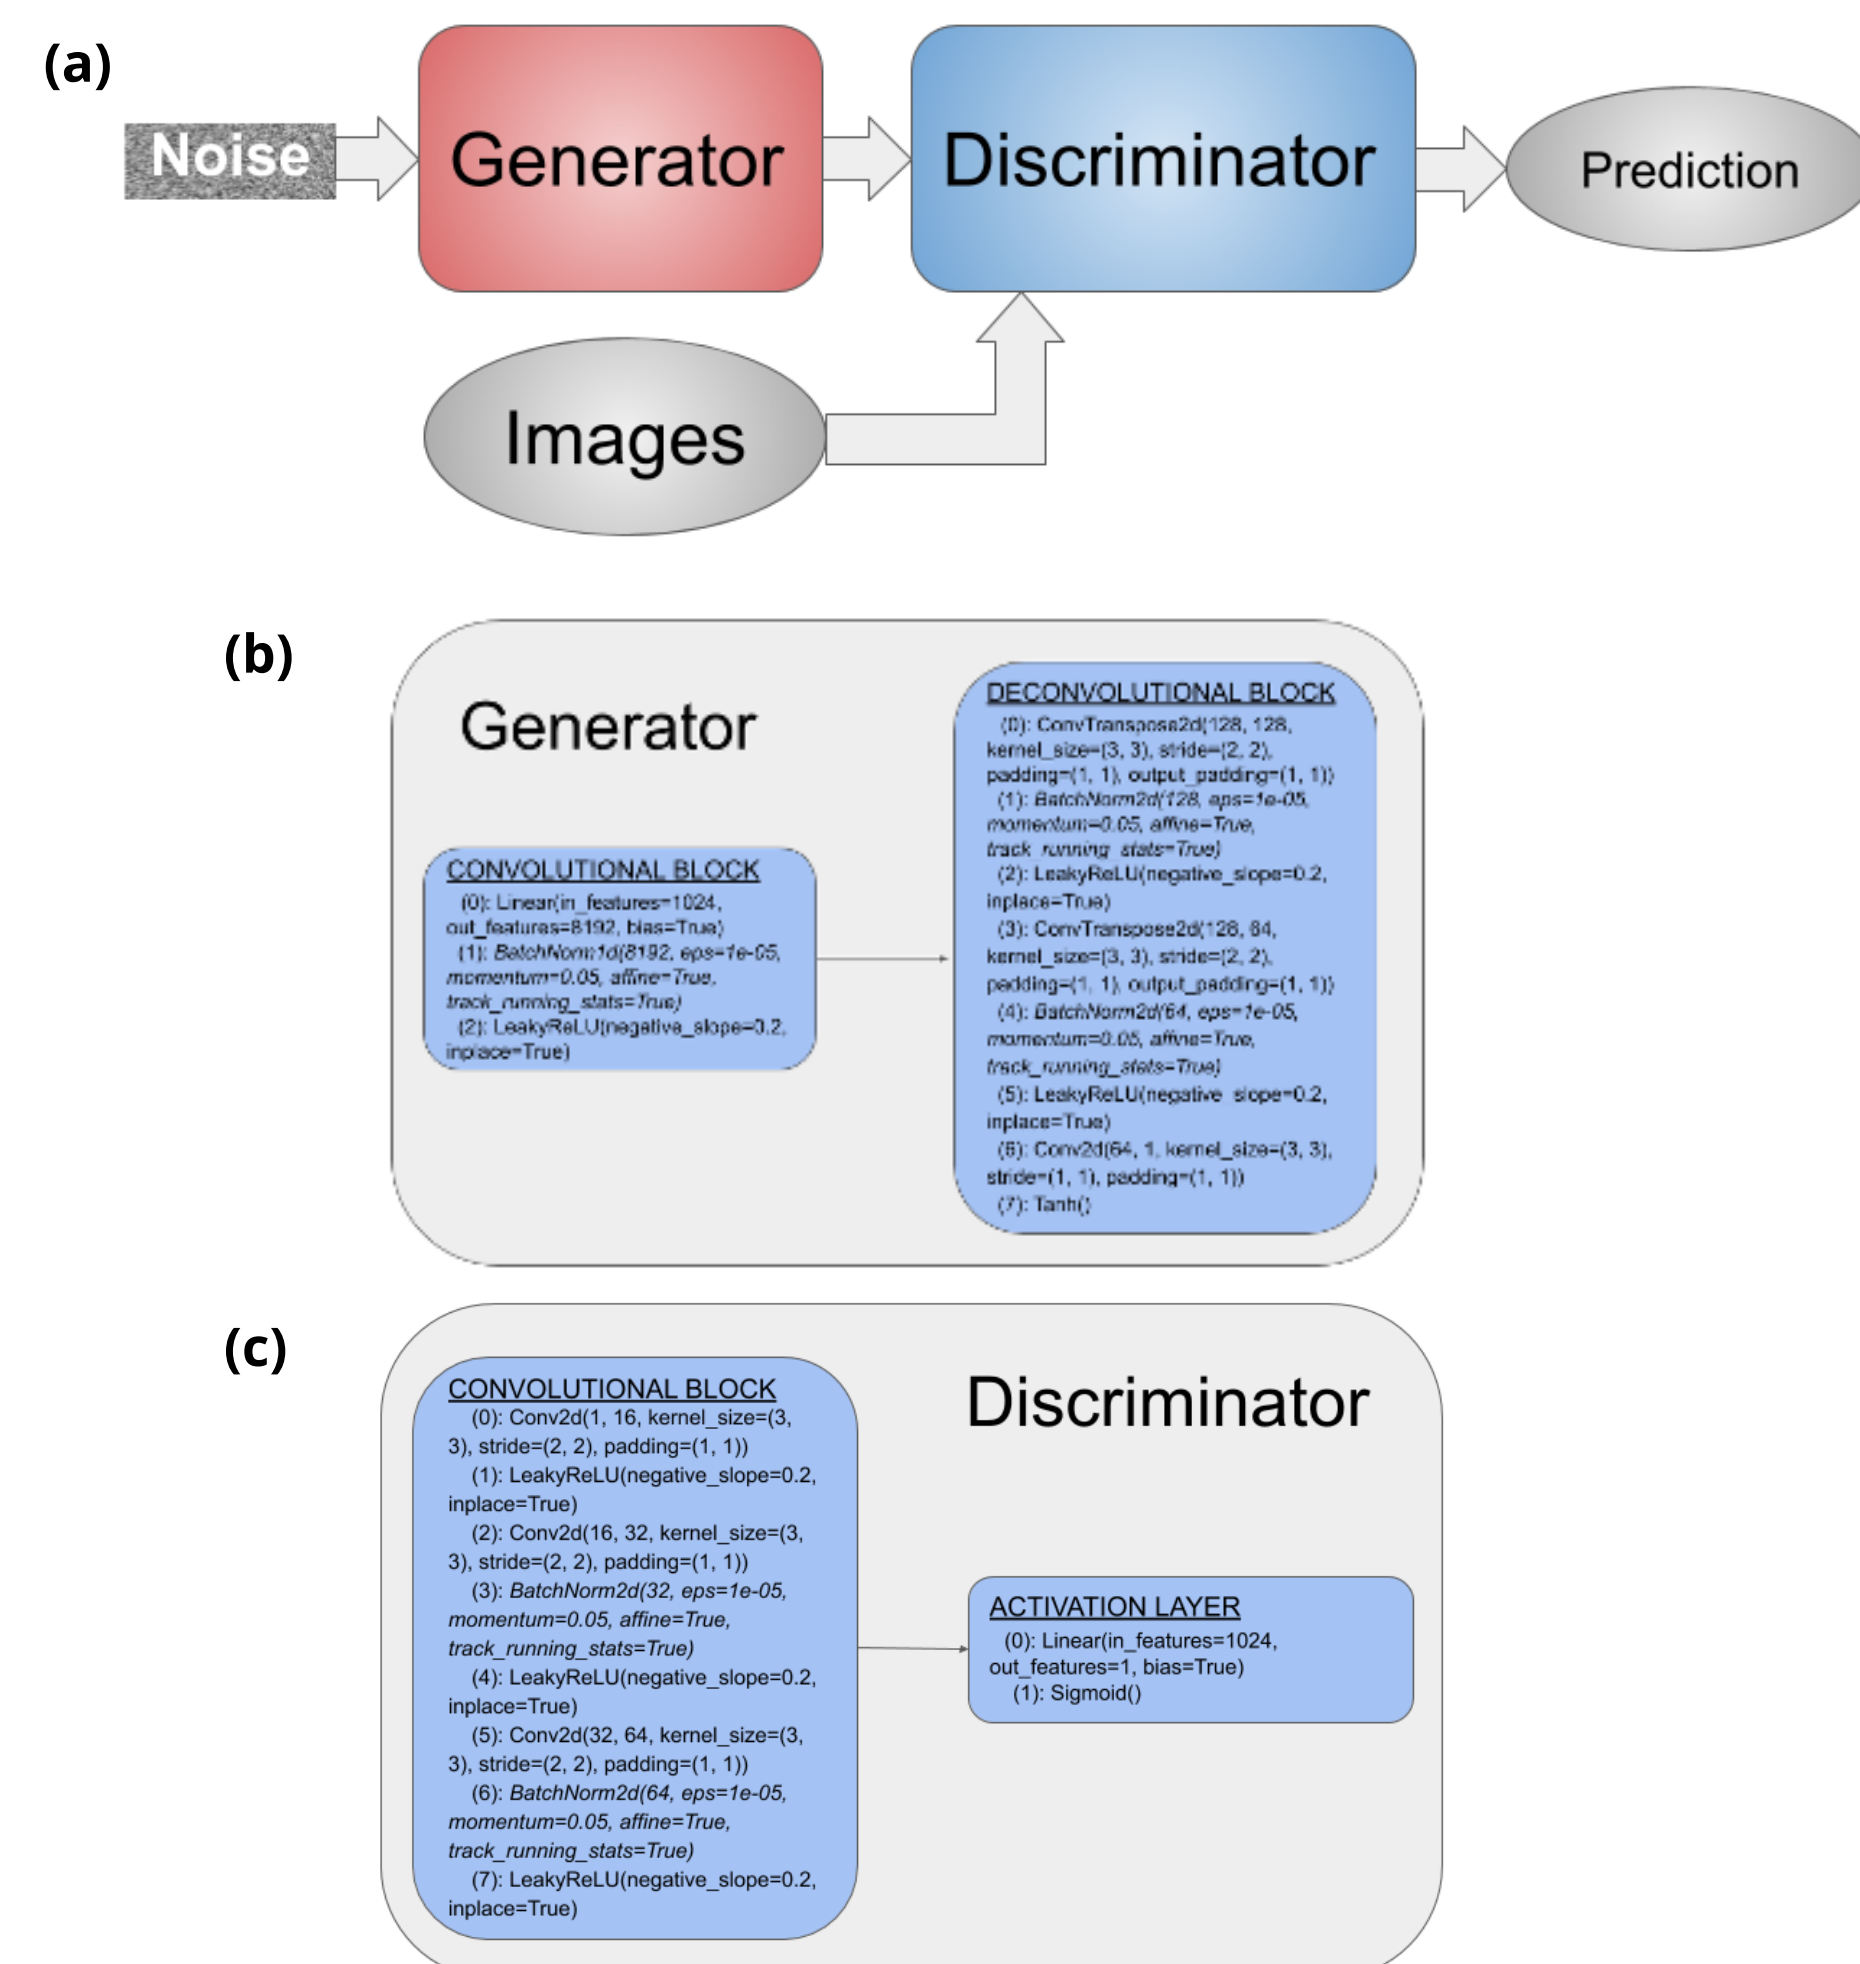 (a)
Noise
Generator
Discriminator
Prediction
Images
(b)
Generator
CONVOLUTIONAL BLOCK
(0): Linear(in_features=1024,
out_features=8192, bias=True)
(1): BatchNorm1d(8192, eps=1e-05,
momentum=0.05, affine=True,
track_running_stats=True)
(2): LeakyReLU(negative_slope=0.2,
inplace=True)
DECONVOLUTIONAL BLOCK
(0): ConvTranspose2d(128, 128,
kernel_size=(3, 3), stride=(2, 2),
padding=(1, 1), output_padding=(1, 1))
(1): BatchNorm2d(128, eps=1e-05,
momentum=0.05, affine=True,
track_running_stats=True)
(2): LeakyReLU(negative_slope=0.2,
inplace=True)
(3): ConvTranspose2d(128, 64,
kernel_size=(3, 3), stride=(2, 2),
padding=(1, 1), output_padding=(1, 1))
(4): BatchNorm2d(64, eps=1e-05,
momentum=0.05, affine=True,
track_running_stats=True)
(5): LeakyReLU(negative_slope=0.2,
inplace=True)
(6): Conv2d(64, 1, kernel_size=(3, 3),
stride=(1, 1), padding=(1, 1))
(7): Tanh()
(c)
Discriminator
CONVOLUTIONAL BLOCK
(0): Conv2d(1, 16, kernel_size=(3,
3), stride=(2, 2), padding=(1, 1))
(1): LeakyReLU(negative_slope=0.2,
inplace=True)
(2): Conv2d(16, 32, kernel_size=(3,
3), stride=(2, 2), padding=(1, 1))
(3): BatchNorm2d(32, eps=1e-05,
momentum=0.05, affine=True,
track_running_stats=True)
(4): LeakyReLU(negative_slope=0.2,
inplace=True)
(5): Conv2d(32, 64, kernel_size=(3,
3), stride=(2, 2), padding=(1, 1))
(6): BatchNorm2d(64, eps=1e-05,
momentum=0.05, affine=True,
track_running_stats=True)
(7): LeakyReLU(negative_slope=0.2,
inplace=True)
ACTIVATION LAYER
(0): Linear(in_features=1024,
out_features=1, bias=True)
(1): Sigmoid()